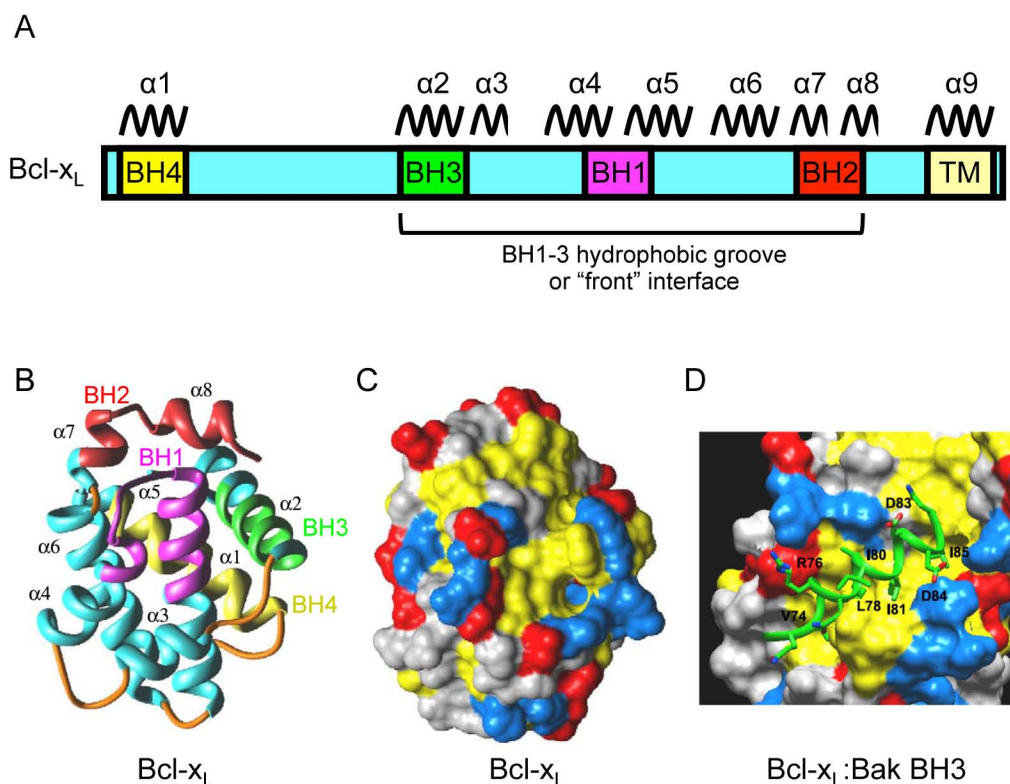 A
α1 α2 α3 α4 α5 α6 α7 α8 α9
Bcl-xL BH4 BH3 BH1 BH2 TM
BH1-3 hydrophobic groove
or "front" interface
B
BH2 α8
α7
BH1
α5 α2
BH3
α6 α1
α4 α3 BH4
Bcl-xL
C
Bcl-xL
D
D83
R76 I80 I85
V74 L78 I81 D84
Bcl-xL:Bak BH3